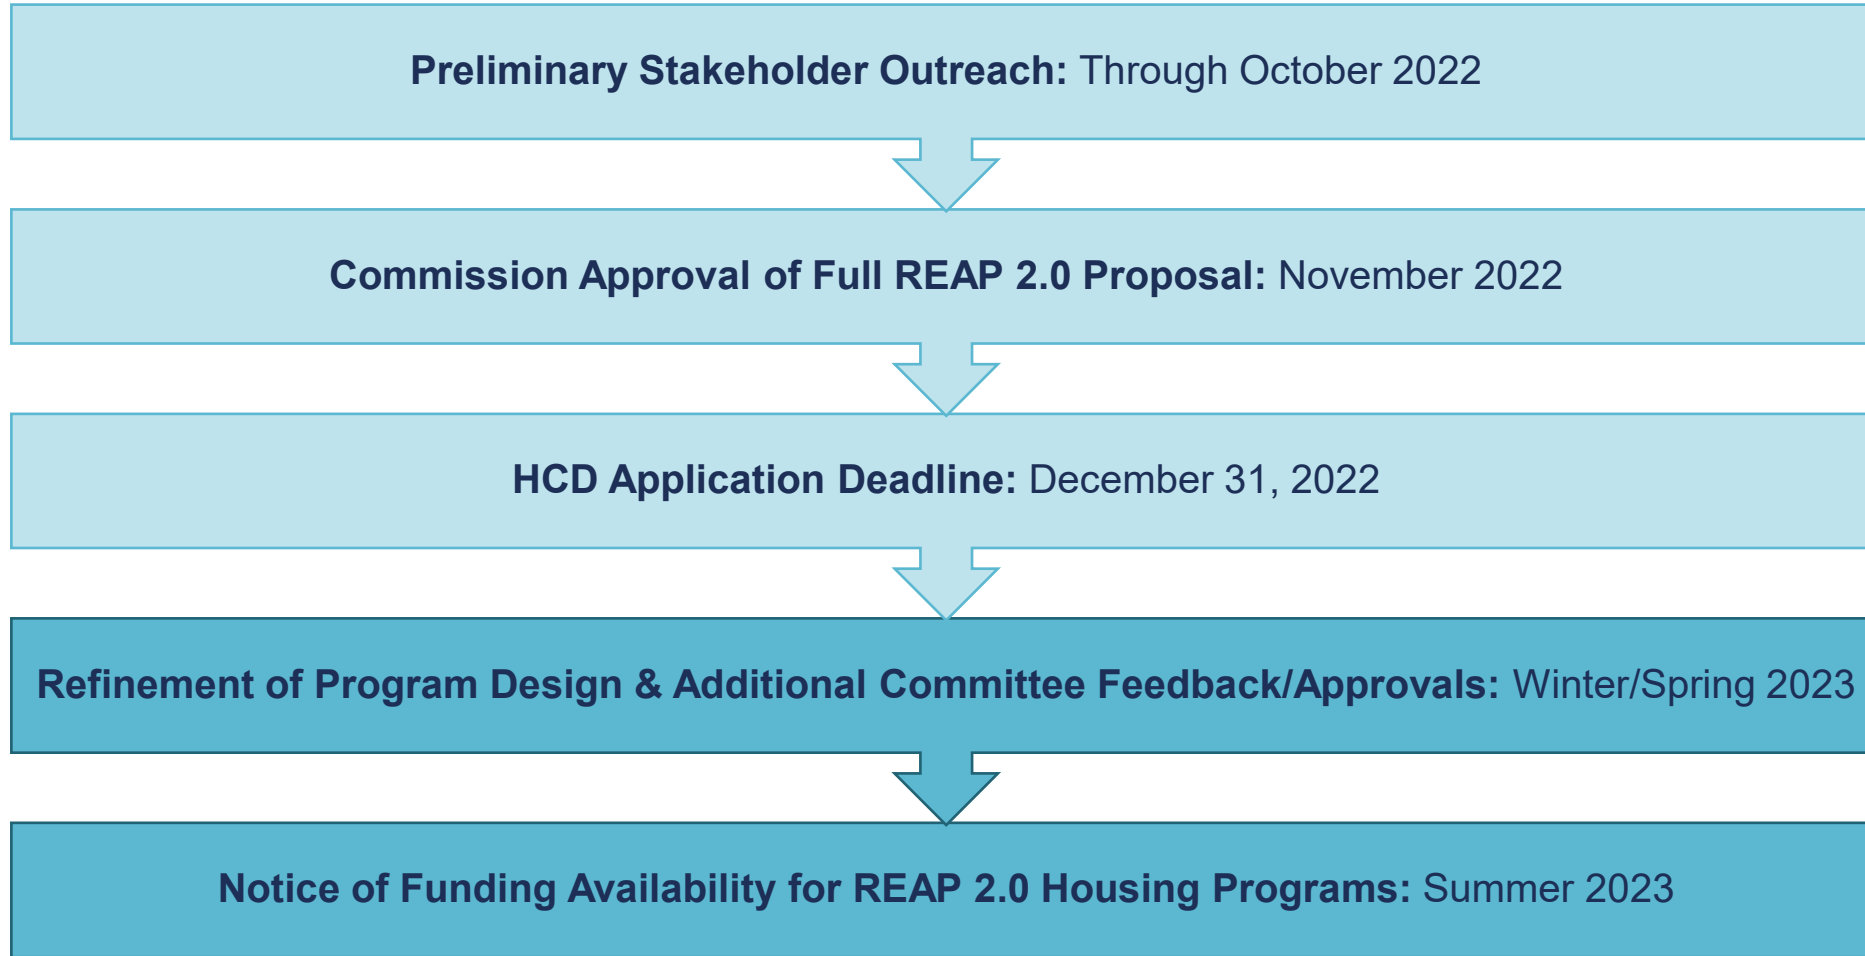 Preliminary Stakeholder Outreach: Through October 2022
Commission Approval of Full REAP 2.0 Proposal: November 2022
HCD Application Deadline: December 31, 2022
Refinement of Program Design & Additional Committee Feedback/Approvals: Winter/Spring 2023
Notice of Funding Availability for REAP 2.0 Housing Programs: Summer 2023